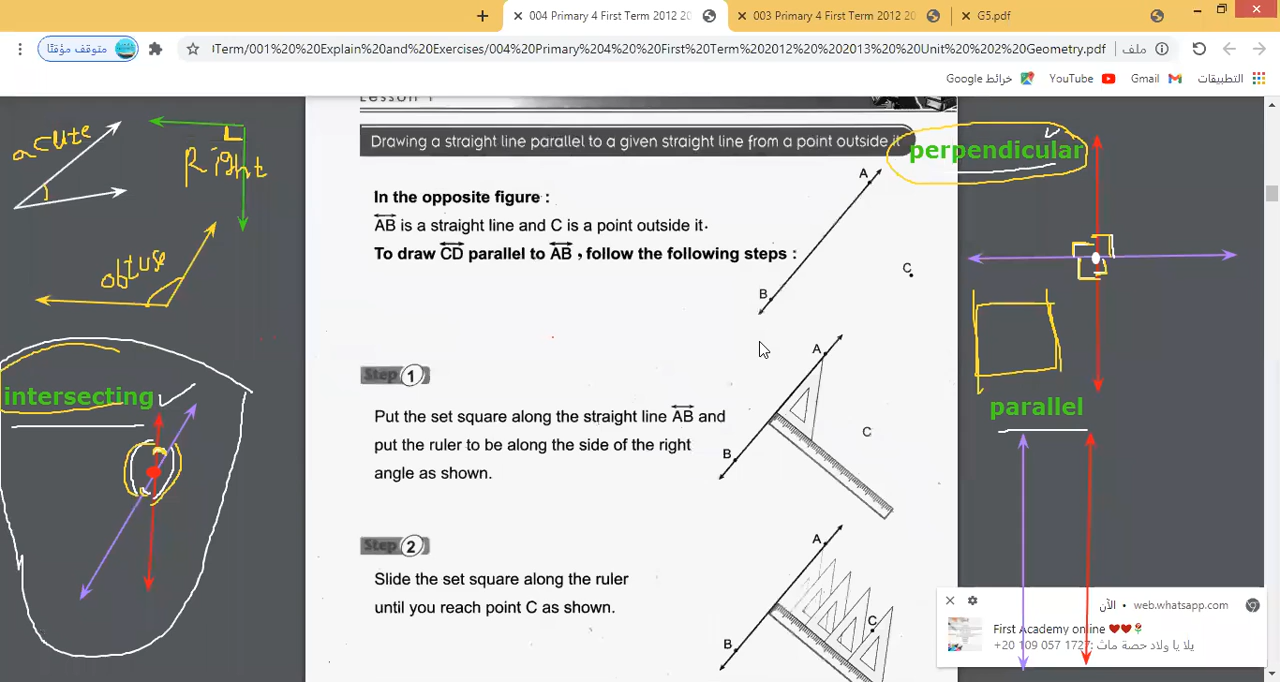 004 Primary 4 First Term 2012 20
003 Primary 4 First Term 2012 20
G5.pdf
متوقف مؤقتًا
ITerm/001%20%20Explain%20and%20Exercises/004%20Primary%204%20%20First%20Term%2012%20%202013%20%20Unit%20%202%20Geometry.pdf
ملف
خرائط Google
YouTube
Gmail
التطبيقات
Lesson 1
Drawing a straight line parallel to a given straight line from a point outside it
In the opposite figure :
AB is a straight line and C is a point outside it.
To draw CD parallel to AB , follow the following steps :
A
B
C
Step 1
Put the set square along the straight line AB and
put the ruler to be along the side of the right
angle as shown.
A
B
C
Step 2
Slide the set square along the ruler
until you reach point C as shown.
A
B
C
acute
Right
obtuse
intersecting
perpendicular
parallel
web.whatsapp.com • الآن
First Academy online ❤❤🌹
+20 109 057 1727: يلا يا ولاد حصة ماث